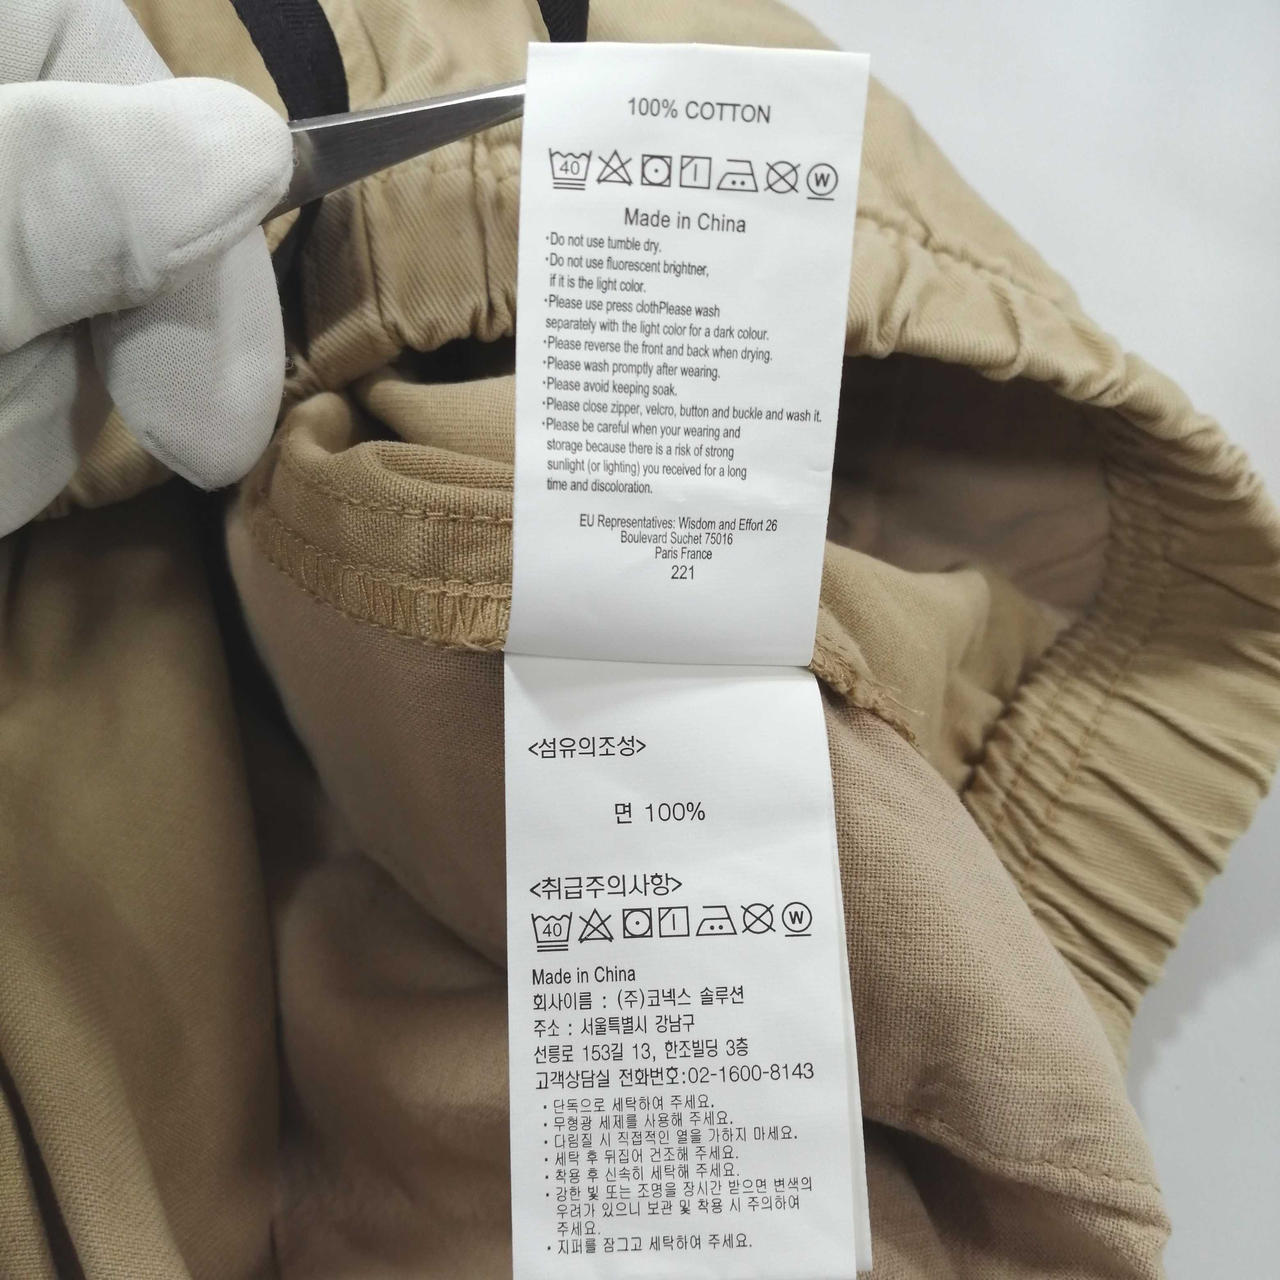 100% COTTON
40 W
Made in China
•Do not use tumble dry.
•Do not use fluorescent brightner,
if it is the light color.
•Please use press clothPlease wash
separately with the light color for a dark colour.
•Please reverse the front and back when drying.
•Please wash promptly after wearing.
•Please avoid keeping soak.
•Please close zipper, velcro, button and buckle and wash it.
•Please be careful when your wearing and
storage because there is a risk of strong
sunlight (or lighting) you received for a long
time and discoloration.
EU Representatives: Wisdom and Effort 26
Boulevard Suchet 75016
Paris France
221
<섬유의조성>
면 100%
<취급주의사항>
40 W
Made in China
회사이름 : (주)코넥스 솔루션
주소 : 서울특별시 강남구
선릉로 153길 13, 한조빌딩 3층
고객상담실 전화번호:02-1600-8143
• 단독으로 세탁하여 주세요.
• 무형광 세제를 사용해 주세요.
• 다림질 시 직접적인 열을 가하지 마세요.
• 세탁 후 뒤집어 건조해 주세요.
• 착용 후 신속히 세탁해 주세요.
• 강한 빛 또는 조명을 장시간 받으면 변색의
우려가 있으니 보관 및 착용 시 주의하여
주세요.
• 지퍼를 잠그고 세탁하여 주세요.